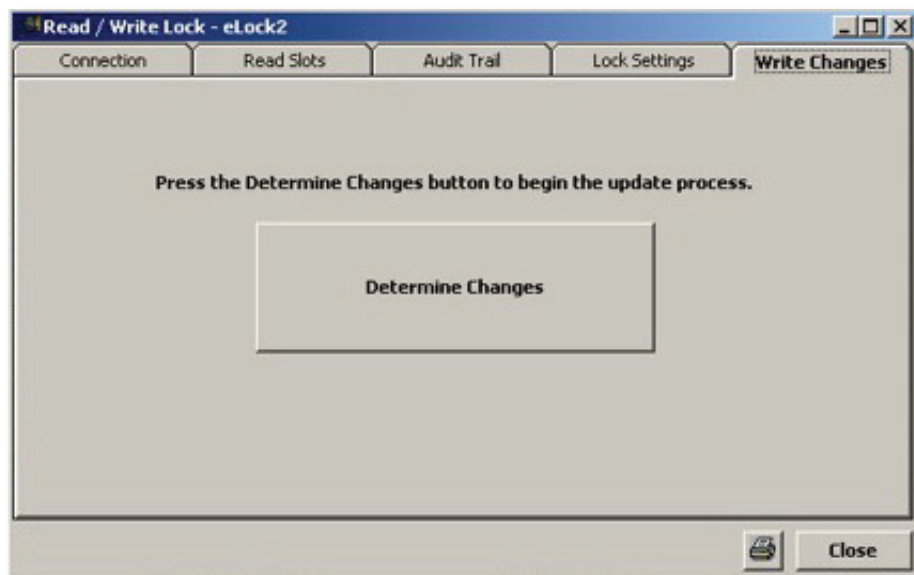 Read / Write Lock - eLock2
Connection Read Slots Audit Trail Lock Settings Write Changes
Press the Determine Changes button to begin the update process.
Determine Changes
Close